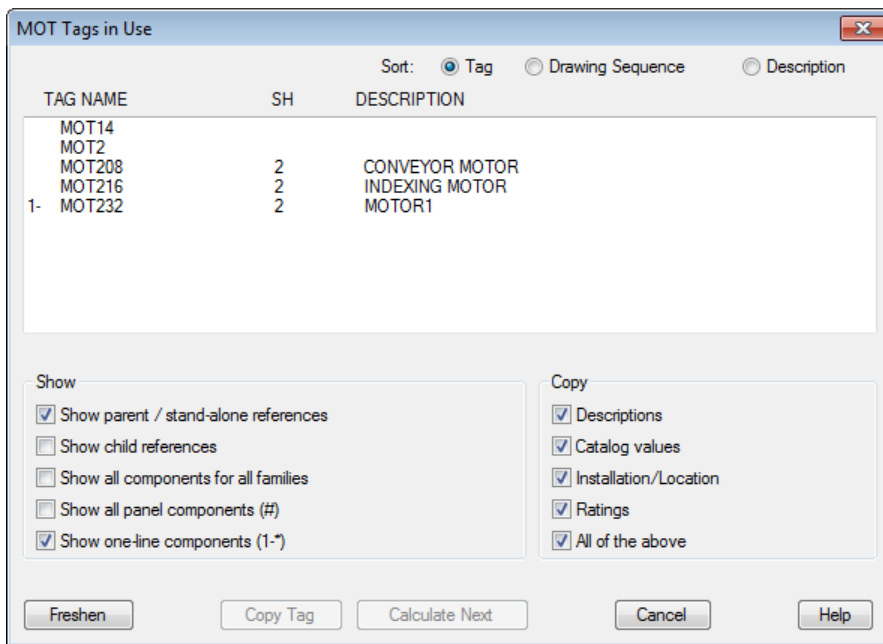 MOT Tags in Use
Sort: Tag Drawing Sequence Description
TAG NAME SH DESCRIPTION
MOT14
MOT2
MOT208 2 CONVEYOR MOTOR
MOT216 2 INDEXING MOTOR
1- MOT232 2 MOTOR1
Show
Show parent / stand-alone references
Show child references
Show all components for all families
Show all panel components (#)
Show one-line components (1-*)
Copy
Descriptions
Catalog values
Installation/Location
Ratings
All of the above
Freshen Copy Tag Calculate Next Cancel Help